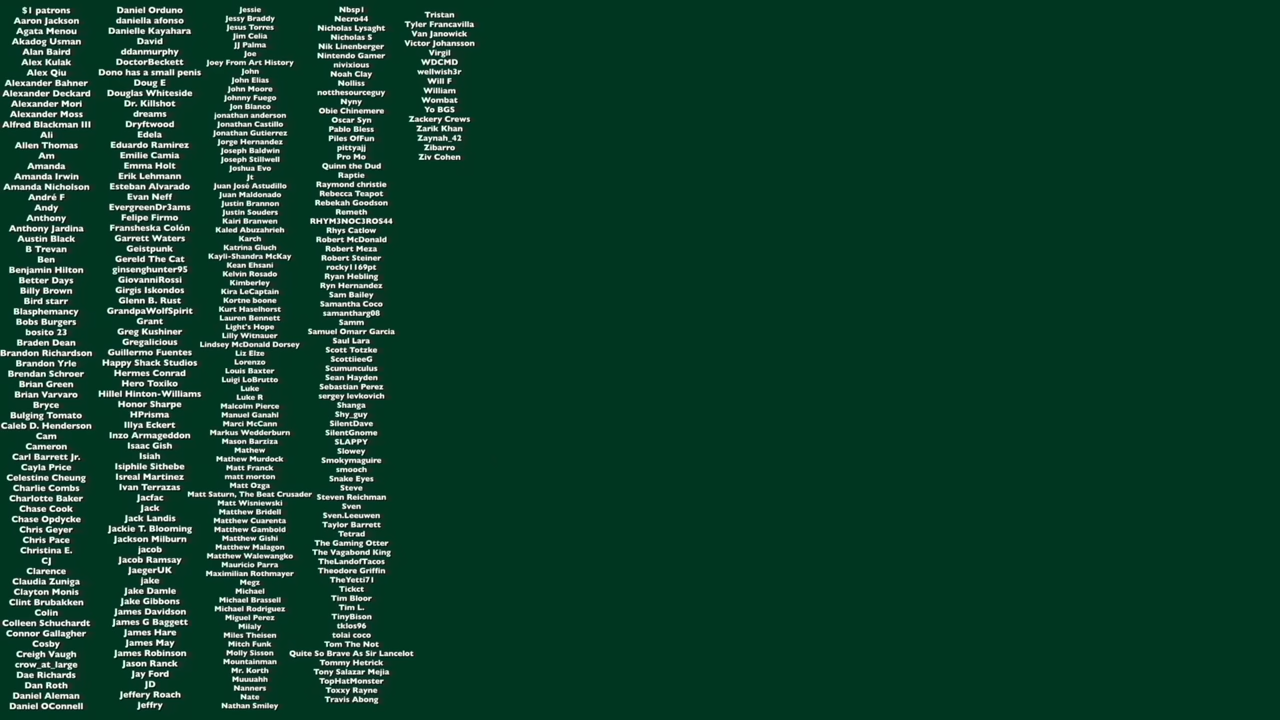 $1 patrons
Aaron Jackson
Agata Menou
Akadog Usman
Alan Baird
Alex Kulak
Alex Qiu
Alexander Bahner
Alexander Deckard
Alexander Mori
Alexander Moss
Alfred Blackman III
Ali
Allen Thomas
Am
Amanda
Amanda Irwin
Amanda Nicholson
André F
Andy
Anthony
Anthony Jardina
Austin Black
B Trevan
Ben
Benjamin Hilton
Better Days
Billy Brown
Bird starr
Blasphemancy
Bobs Burgers
bosito 23
Braden Dean
Brandon Richardson
Brandon Yrle
Brendan Schroer
Brian Green
Brian Varvaro
Bryce
Bulging Tomato
Caleb D. Henderson
Cam
Cameron
Carl Barrett Jr.
Cayla Price
Celestine Cheung
Charlie Combs
Charlotte Baker
Chase Cook
Chase Opdycke
Chris Geyer
Chris Pace
Christina E.
CJ
Clarence
Claudia Zuniga
Clayton Monis
Clint Brubakken
Colin
Colleen Schuchardt
Connor Gallagher
Cosby
Creigh Vaugh
crow_at_large
Dae Richards
Dan Roth
Daniel Aleman
Daniel OConnell
Daniel Orduno
daniella afonso
Danielle Kayahara
David
ddanmurphy
DoctorBeckett
Dono has a small penis
Doug E
Douglas Whiteside
Dr. Killshot
dreams
Dryftwood
Edela
Eduardo Ramirez
Emilie Camia
Emma Holt
Erik Lehmann
Esteban Alvarado
Evan Neff
EvergreenDr3ams
Felipe Firmo
Fransheska Colón
Garrett Waters
Geistpunk
Gereld The Cat
ginsenghunter95
GiovanniRossi
Girgis Iskondos
Glenn B. Rust
GrandpaWolfSpirit
Grant
Greg Kushiner
Gregalicious
Guillermo Fuentes
Happy Shack Studios
Hermes Conrad
Hero Toxiko
Hillel Hinton-Williams
Honor Sharpe
HPrisma
Illya Eckert
Inzo Armageddon
Isaac Gish
Isiah
Isiphile Sithebe
Isreal Martinez
Ivan Terrazas
Jacfac
Jack
Jack Landis
Jackie T. Blooming
Jackson Milburn
jacob
Jacob Ramsay
JaegerUK
jake
Jake Damle
Jake Gibbons
James Davidson
James G Baggett
James Hare
James May
James Robinson
Jason Ranck
Jay Ford
JD
Jeffery Roach
Jeffry
Jessie
Jessy Braddy
Jesus Torres
Jim Celia
JJ Palma
Joe
Joey From Art History
John
John Elias
John Moore
Johnny Fuego
Jon Blanco
jonathan anderson
Jonathan Castillo
Jonathan Gutierrez
Jorge Hernandez
Joseph Baldwin
Joseph Stillwell
Joshua Evo
Jt
Juan José Astudillo
Juan Maldonado
Justin Brannon
Justin Souders
Kairi Branwen
Kaled Abuzahrieh
Karch
Katrina Gluch
Kayli-Shandra McKay
Kean Ehsani
Kelvin Rosado
Kimberley
Kira LeCaptain
Kortne boone
Kurt Haselhorst
Lauren Bennett
Light's Hope
Lilly Witnauer
Lindsey McDonald Dorsey
Liz Elze
Lorenzo
Louis Baxter
Luigi LoBrutto
Luke
Luke R
Malcolm Pierce
Manuel Ganahl
Marci McCann
Markus Wedderburn
Mason Barziza
Mathew
Mathew Murdock
Matt Franck
matt morton
Matt Ozga
Matt Saturn, The Beat Crusader
Matt Wisniewski
Matthew Bridell
Matthew Cuarenta
Matthew Gambold
Matthew Gishi
Matthew Malagon
Matthew Walewangko
Mauricio Parra
Maximilian Rothmayer
Megz
Michael
Michael Brassell
Michael Rodriguez
Miguel Perez
Milaly
Miles Theisen
Mitch Funk
Molly Sisson
Mountainman
Mr. Korth
Muuuahh
Nanners
Nate
Nathan Smiley
Nbsp1
Necro44
Nicholas Lysaght
Nicholas S
Nik Linenberger
Nintendo Gamer
nivixious
Noah Clay
Nolliss
notthesourceguy
Nyny
Obie Chinemere
Oscar Syn
Pablo Bless
Piles OfFun
pittyajj
Pro Mo
Quinn the Dud
Raptie
Raymond christie
Rebecca Teapot
Rebekah Goodson
Remeth
RHYM3NOC3ROS44
Rhys Catlow
Robert McDonald
Robert Meza
Robert Steiner
rocky1169pt
Ryan Hebling
Ryn Hernandez
Sam Bailey
Samantha Coco
samantharg08
Samm
Samuel Omarr Garcia
Saul Lara
Scott Totzke
ScottiieeG
Scumunculus
Sean Hayden
Sebastian Perez
sergey levkovich
Shanga
Shy_guy
SilentDave
SilentGnome
SLAPPY
Slowey
Smokymaguire
smooch
Snake Eyes
Steve
Steven Reichman
Sven
Sven.Leeuwen
Taylor Barrett
Tetrad
The Gaming Otter
The Vagabond King
TheLandofTacos
Theodore Griffin
TheYetti71
Tickct
Tim Bloor
Tim L.
TinyBison
tklos96
tolai coco
Tom The Not
Quite So Brave As Sir Lancelot
Tommy Hetrick
Tony Salazar Mejia
TopHatMonster
Toxxy Rayne
Travis Abong
Tristan
Tyler Francavilla
Van Janowick
Victor Johansson
Virgil
WDCMD
wellwish3r
Will F
William
Wombat
Yo BGS
Zackery Crews
Zarik Khan
Zaynah_42
Zibarro
Ziv Cohen